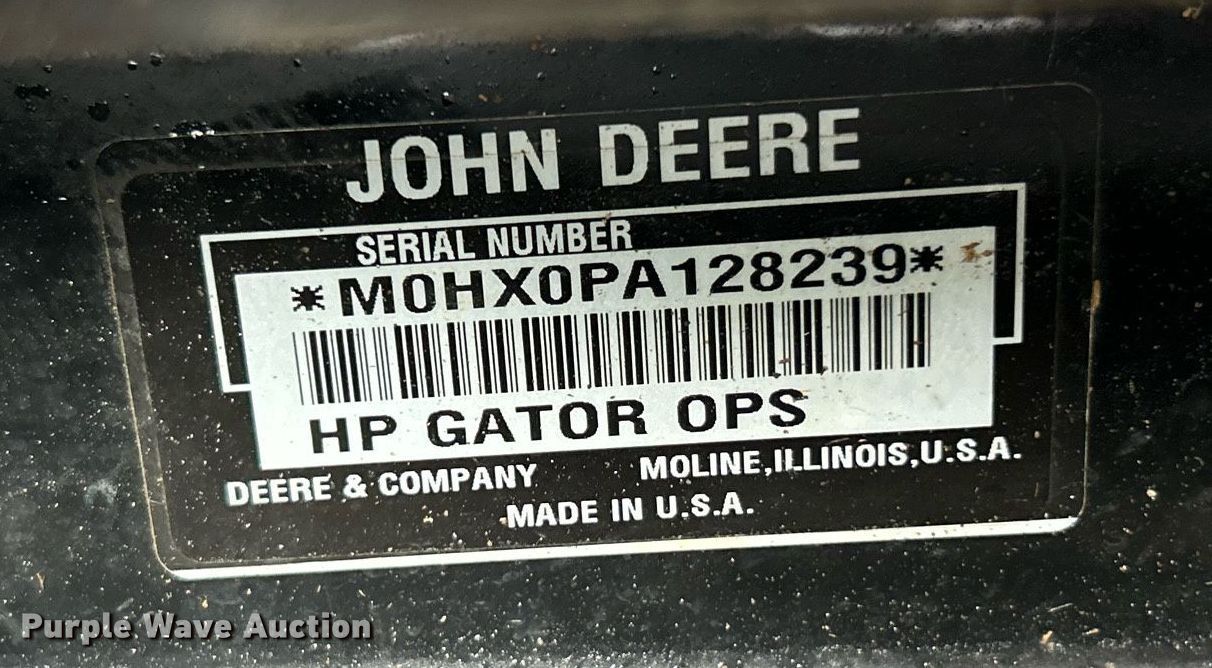 JOHN DEERE
SERIAL NUMBER
*M0HX0PA128239*
HP GATOR OPS
DEERE & COMPANY MOLINE,ILLINOIS,U.S.A.
MADE IN U.S.A.
Purple Wave Auction